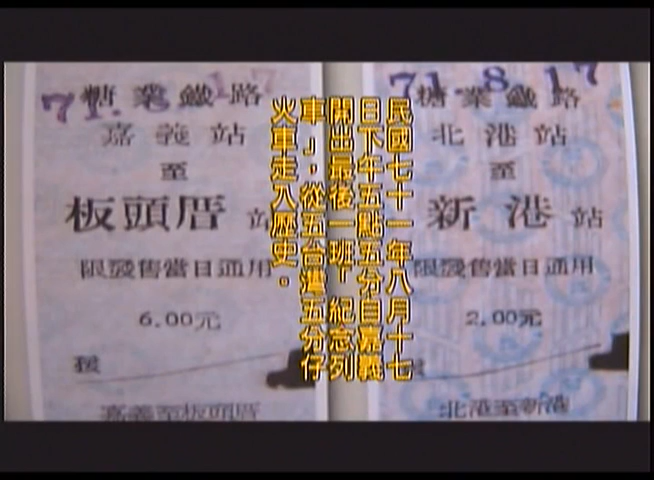 糖業鐵路
嘉義站
至
板頭厝 站
限發售當日通用
6.00元
嘉義至板頭厝
71.8.17
糖業鐵路
北港站
至
新港 站
限發售當日通用
2.00元
北港至新港
民國七十一年八月十七
日下午五點五分自嘉義
開出最後一班「紀念列
車」，從五台灣五分仔
火車走入歷史。